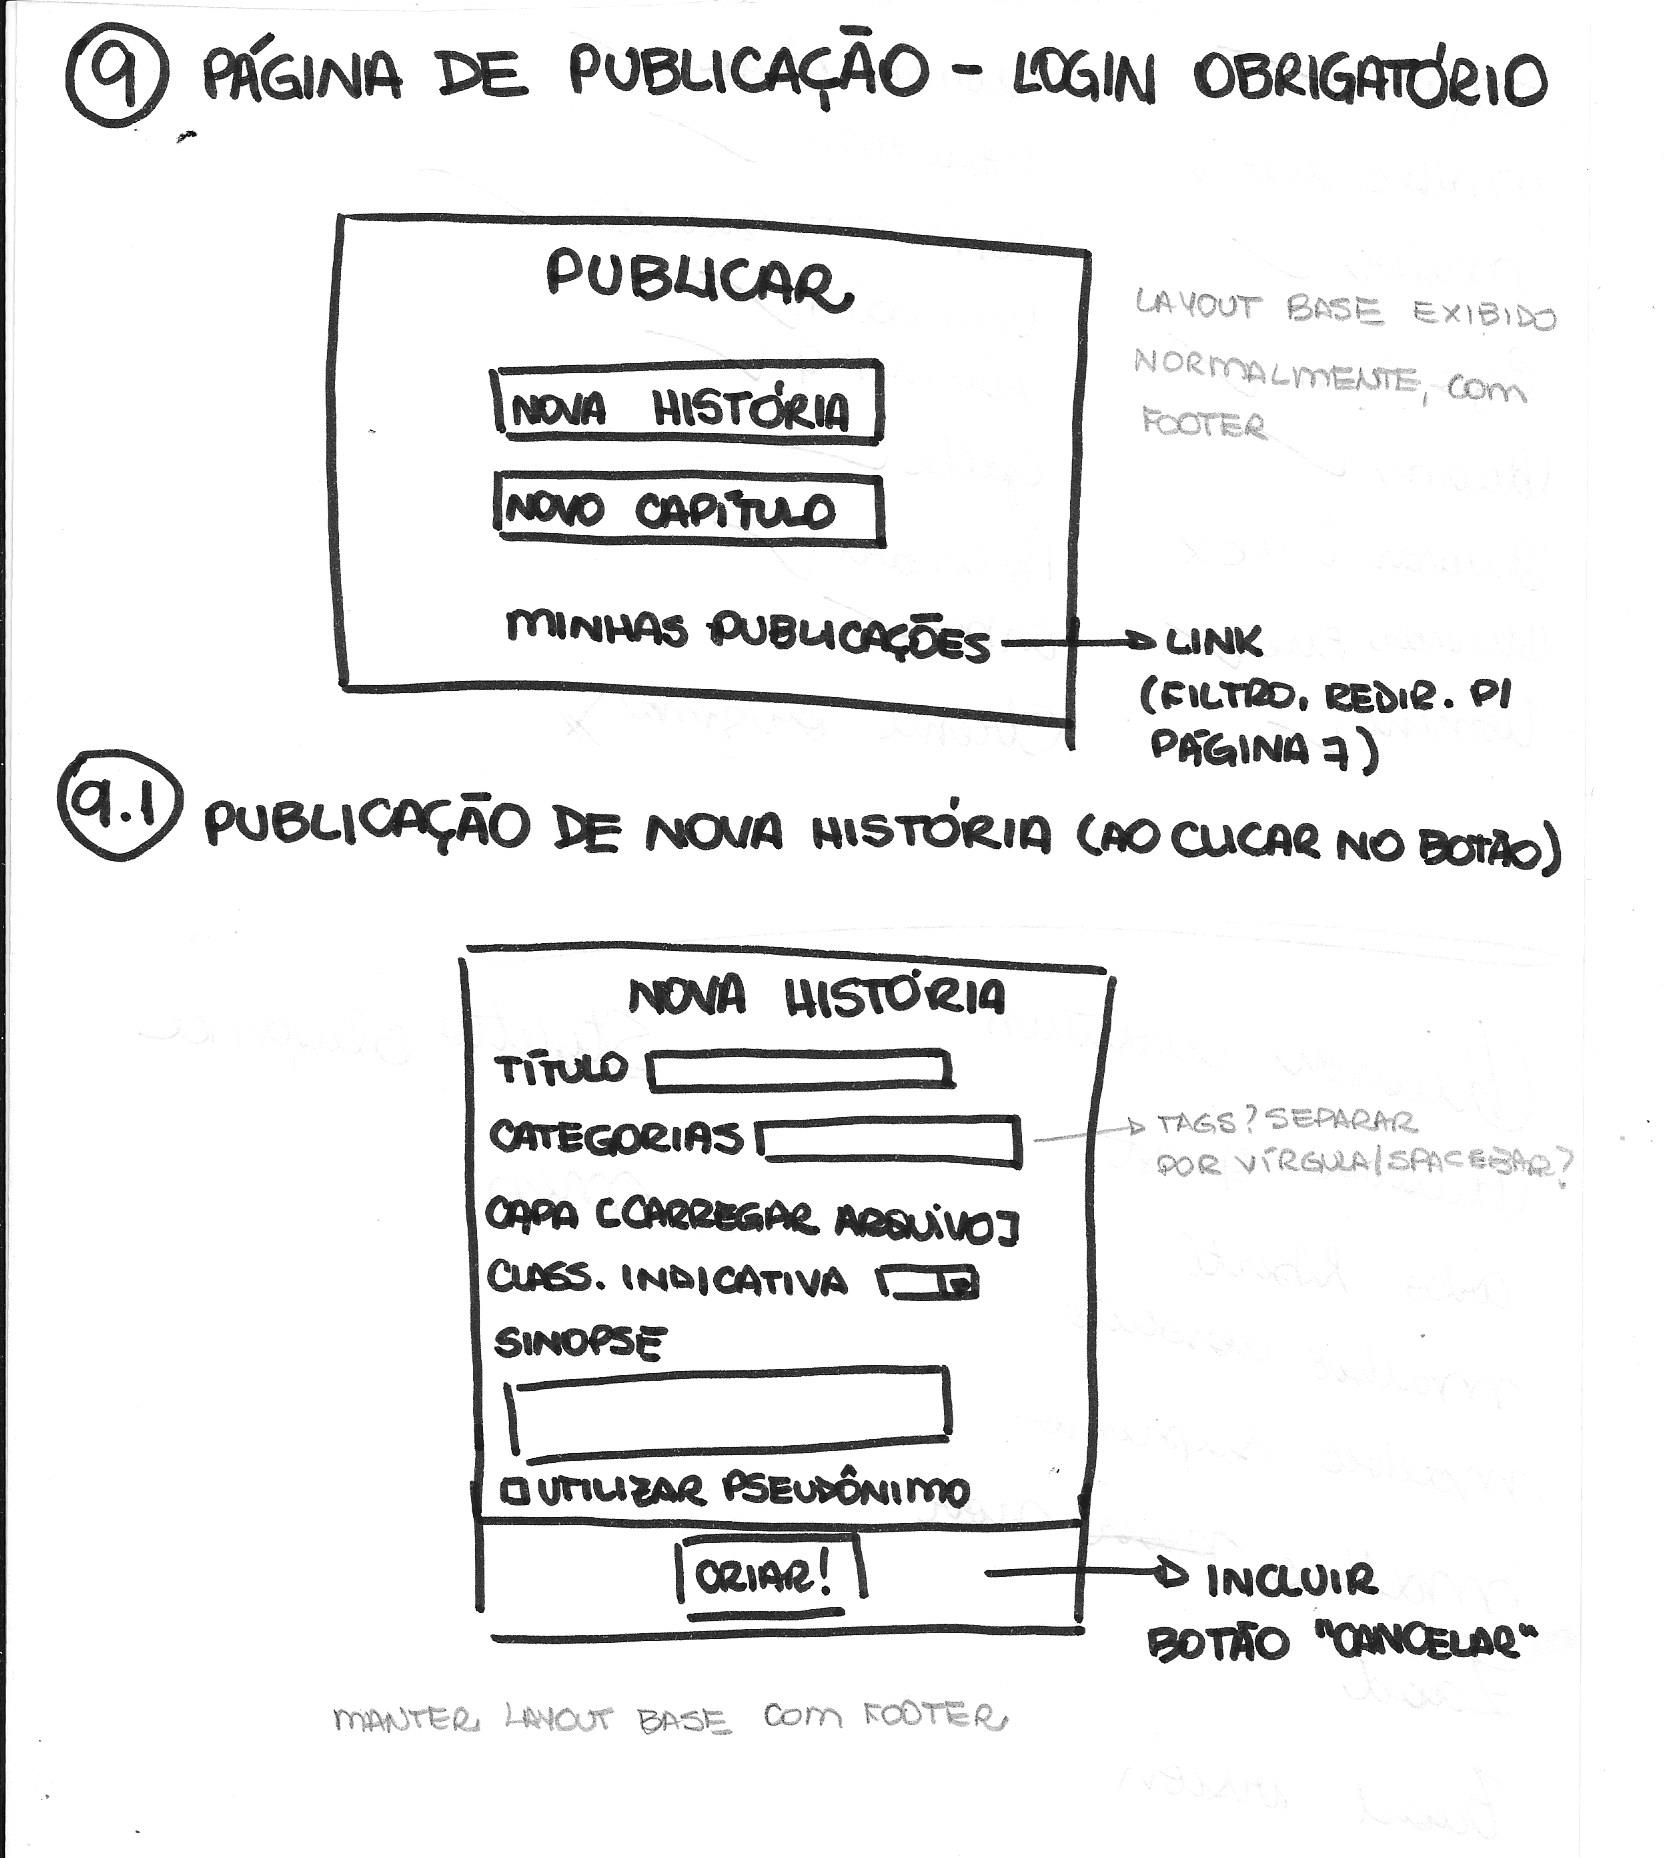 9 PÁGINA DE PUBLICAÇÃO - LOGIN OBRIGATÓRIO
PUBLICAR
LAYOUT BASE EXIBIDO
NORMALMENTE, COM
FOOTER
NOVA HISTÓRIA
NOVO CAPÍTULO
MINHAS PUBLICAÇÕES
LINK
(FILTRO. REDIR. P/
PÁGINA 7)
9.1 PUBLICAÇÃO DE NOVA HISTÓRIA (AO CLICAR NO BOTÃO)
NOVA HISTÓRIA
TÍTULO
CATEGORIAS
TAGS? SEPARAR
POR VÍRGULA/SPACEBAR?
CAPA [CARREGAR ARQUIVO]
CLASS. INDICATIVA
SINOPSE
UTILIZAR PSEUDÔNIMO
CRIAR!
INCLUIR
BOTÃO "CANCELAR"
MANTER LAYOUT BASE COM FOOTER